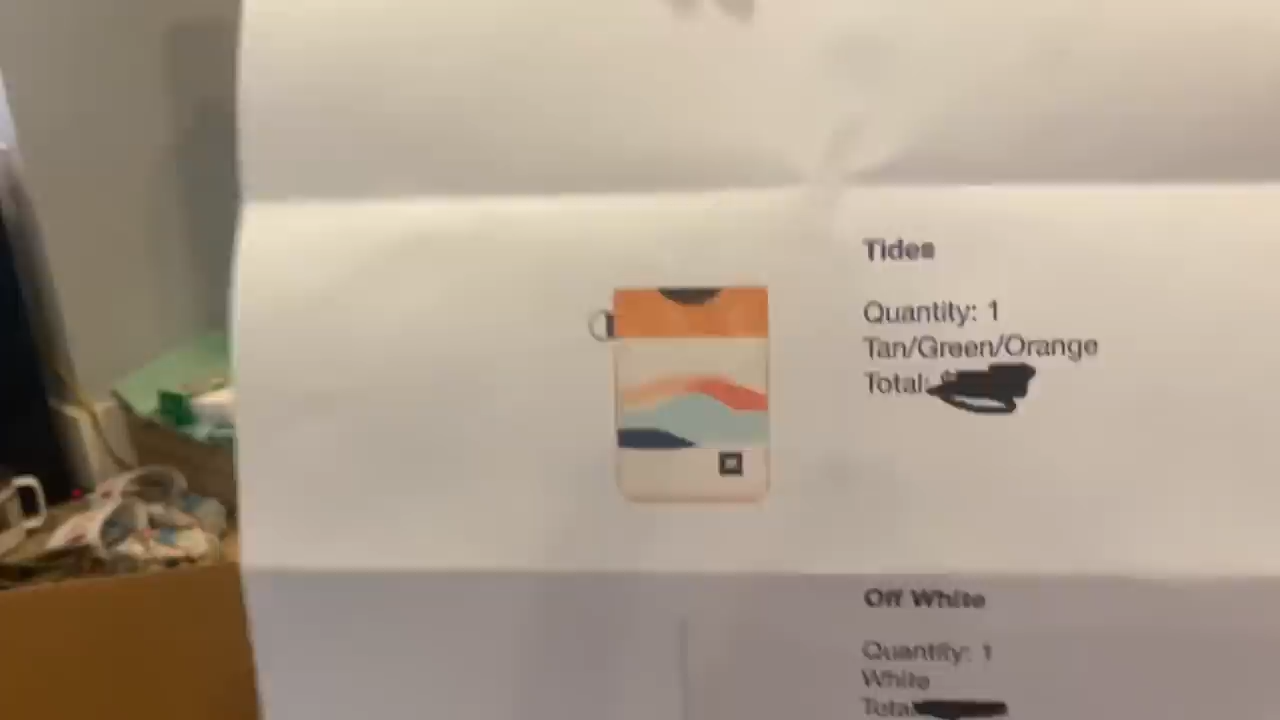 Tides
Quantity: 1
Tan/Green/Orange
Total:
Off White
Quantity: 1
White
Total